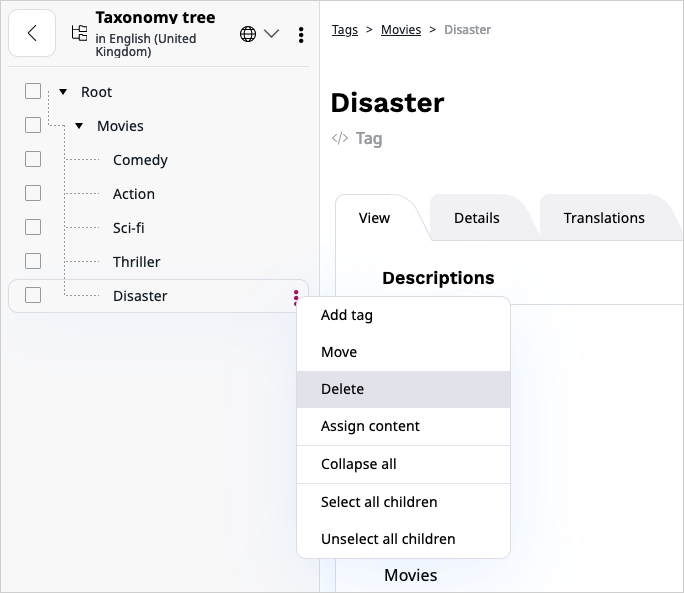 Taxonomy tree
in English (United
Kingdom)
Root
Movies
Comedy
Action
Sci-fi
Thriller
Disaster
Tags > Movies > Disaster
Disaster
</> Tag
View
Details
Translations
Descriptions
Add tag
Move
Delete
Assign content
Collapse all
Select all children
Unselect all children
Movies